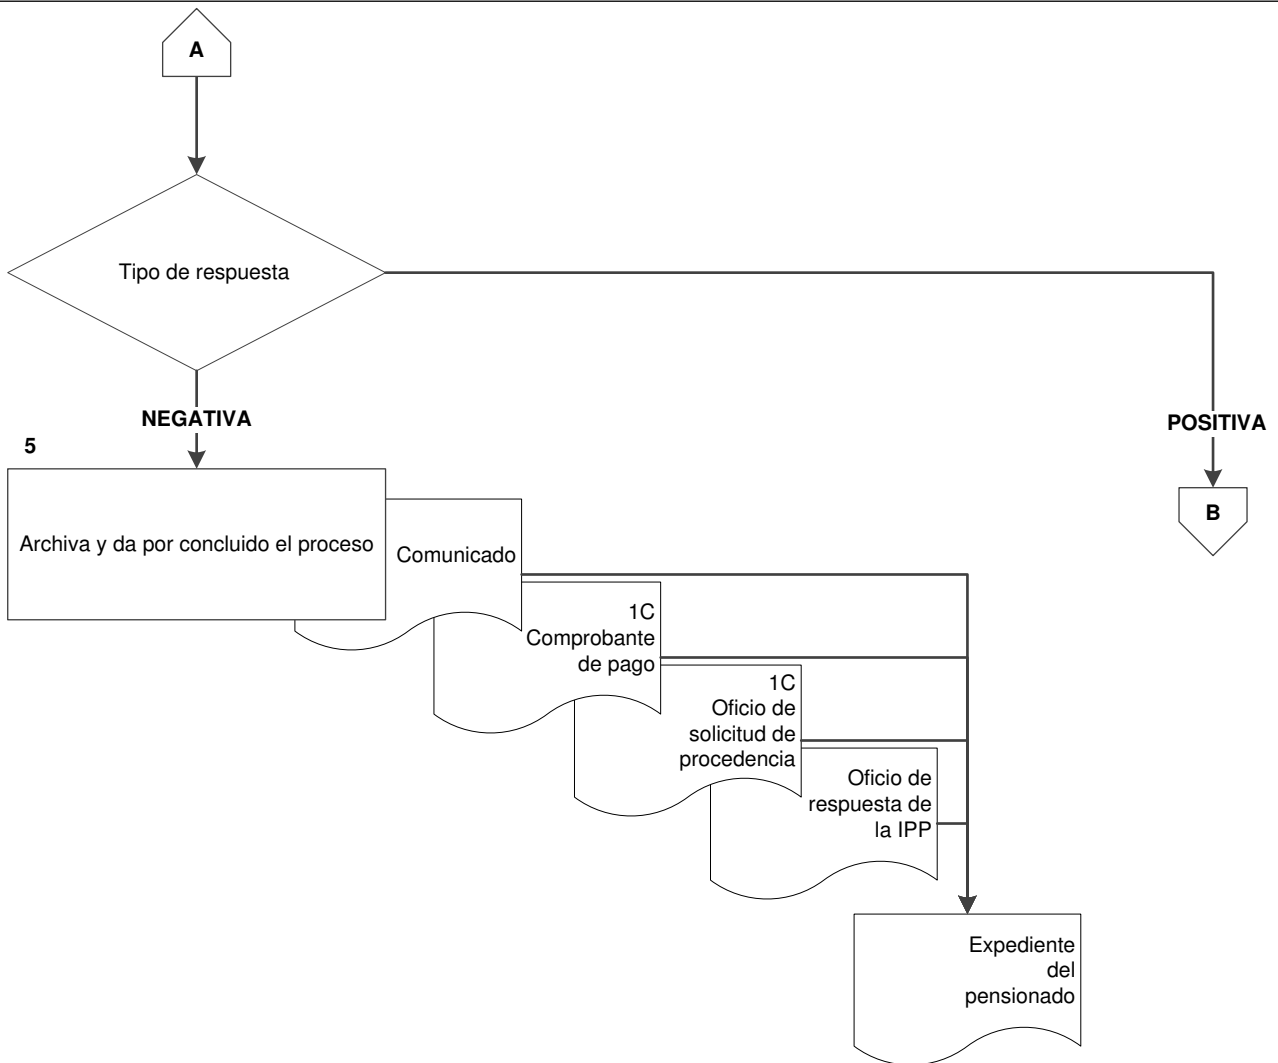 A
Tipo de respuesta
NEGATIVA
POSITIVA
5
B
Archiva y da por concluido el proceso
Comunicado
1C
Comprobante
de pago
1C
Oficio de
solicitud de
procedencia
Oficio de
respuesta de
la IPP
Expediente
del
pensionado